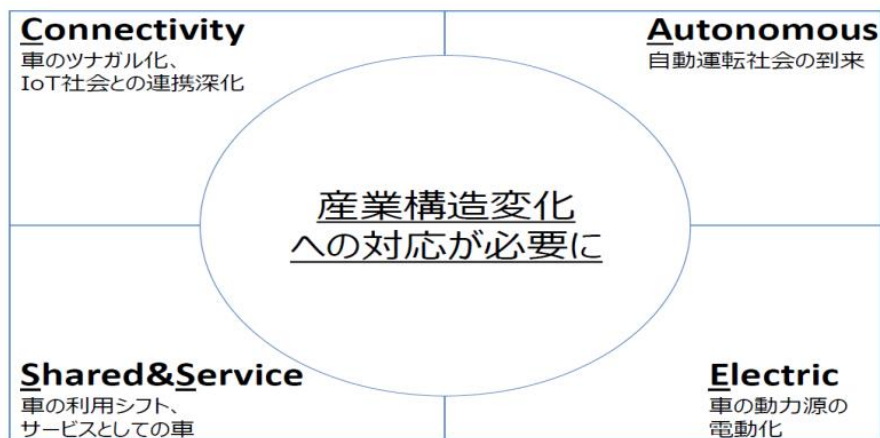 Connectivity
車のツナガル化、
IoT社会との連携深化
Autonomous
自動運転社会の到来
産業構造変化
への対応が必要に
Shared&Service
車の利用シフト、
サービスとしての車
Electric
車の動力源の
電動化